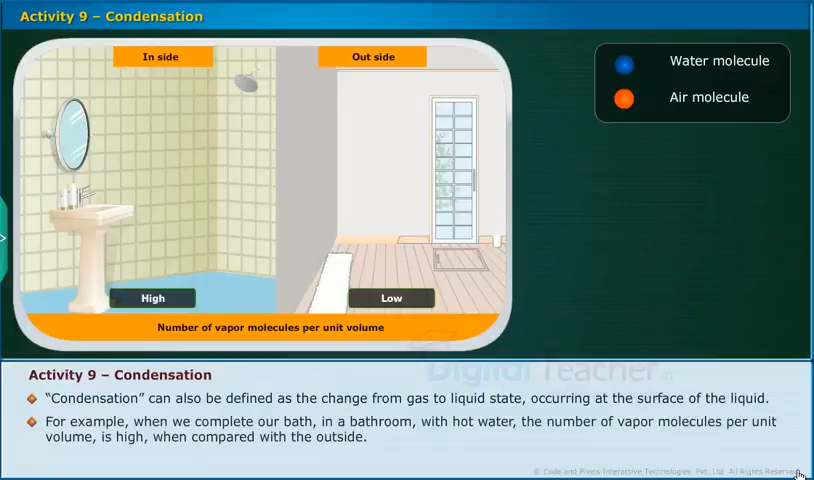 Activity 9 – Condensation
In side
Out side
Water molecule
Air molecule
High
Low
Number of vapor molecules per unit volume
Digital Teacher.in
Activity 9 – Condensation
“Condensation” can also be defined as the change from gas to liquid state, occurring at the surface of the liquid.
For example, when we complete our bath, in a bathroom, with hot water, the number of vapor molecules per unit
volume, is high, when compared with the outside.
© Code and Pixels Interactive Technologies Pvt. Ltd. All Rights Reserved